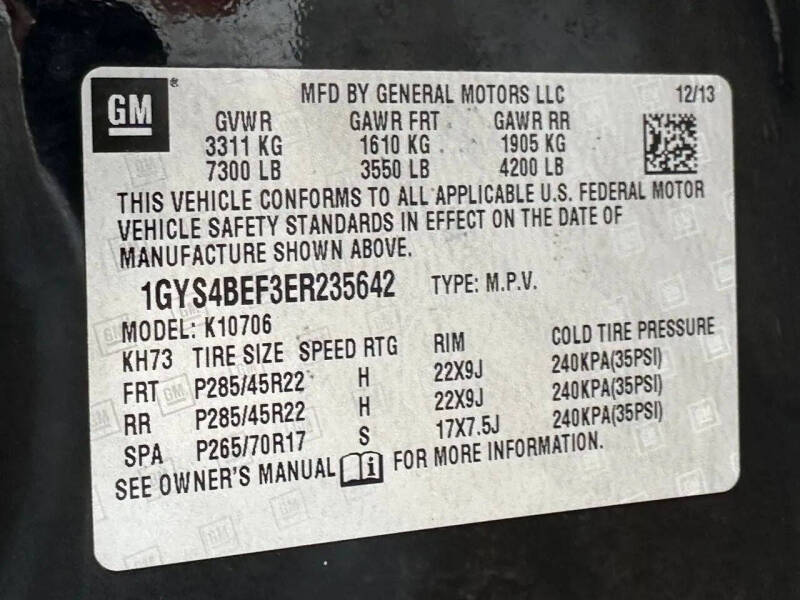 GM® MFD BY GENERAL MOTORS LLC 12/13
GVWR GAWR FRT GAWR RR
3311 KG 1610 KG 1905 KG
7300 LB 3550 LB 4200 LB
THIS VEHICLE CONFORMS TO ALL APPLICABLE U.S. FEDERAL MOTOR
VEHICLE SAFETY STANDARDS IN EFFECT ON THE DATE OF
MANUFACTURE SHOWN ABOVE.
1GYS4BEF3ER235642 TYPE: M.P.V.
MODEL: K10706
KH73 TIRE SIZE SPEED RTG RIM COLD TIRE PRESSURE
FRT P285/45R22 H 22X9J 240KPA(35PSI)
RR P285/45R22 H 22X9J 240KPA(35PSI)
SPA P265/70R17 S 17X7.5J 240KPA(35PSI)
SEE OWNER'S MANUAL i FOR MORE INFORMATION.